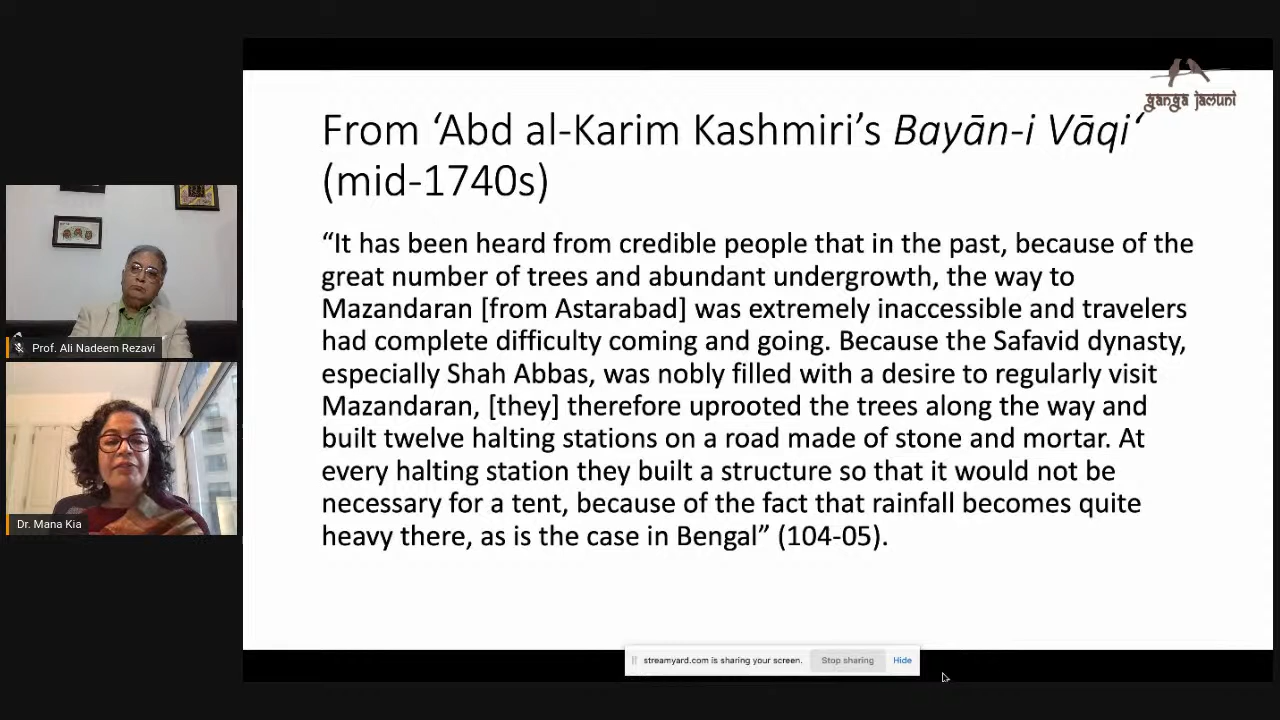 ganga jamuni
From ‘Abd al-Karim Kashmiri’s Bayān-i Vāqi‘
(mid-1740s)
“It has been heard from credible people that in the past, because of the
great number of trees and abundant undergrowth, the way to
Mazandaran [from Astarabad] was extremely inaccessible and travelers
had complete difficulty coming and going. Because the Safavid dynasty,
especially Shah Abbas, was nobly filled with a desire to regularly visit
Mazandaran, [they] therefore uprooted the trees along the way and
built twelve halting stations on a road made of stone and mortar. At
every halting station they built a structure so that it would not be
necessary for a tent, because of the fact that rainfall becomes quite
heavy there, as is the case in Bengal” (104-05).
Prof. Ali Nadeem Rezavi
Dr. Mana Kia
streamyard.com is sharing your screen. Stop sharing Hide